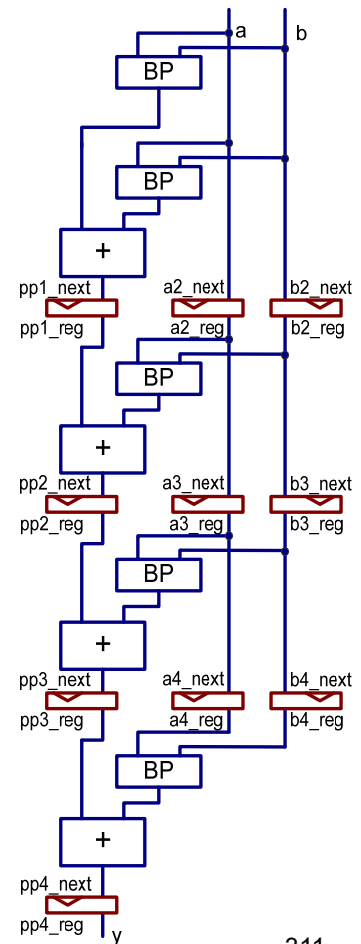 a b
BP
BP
+
pp1_next a2_next b2_next
pp1_reg a2_reg b2_reg
BP
+
pp2_next a3_next b3_next
pp2_reg a3_reg b3_reg
BP
+
pp3_next a4_next b4_next
pp3_reg a4_reg b4_reg
BP
+
pp4_next
pp4_reg y